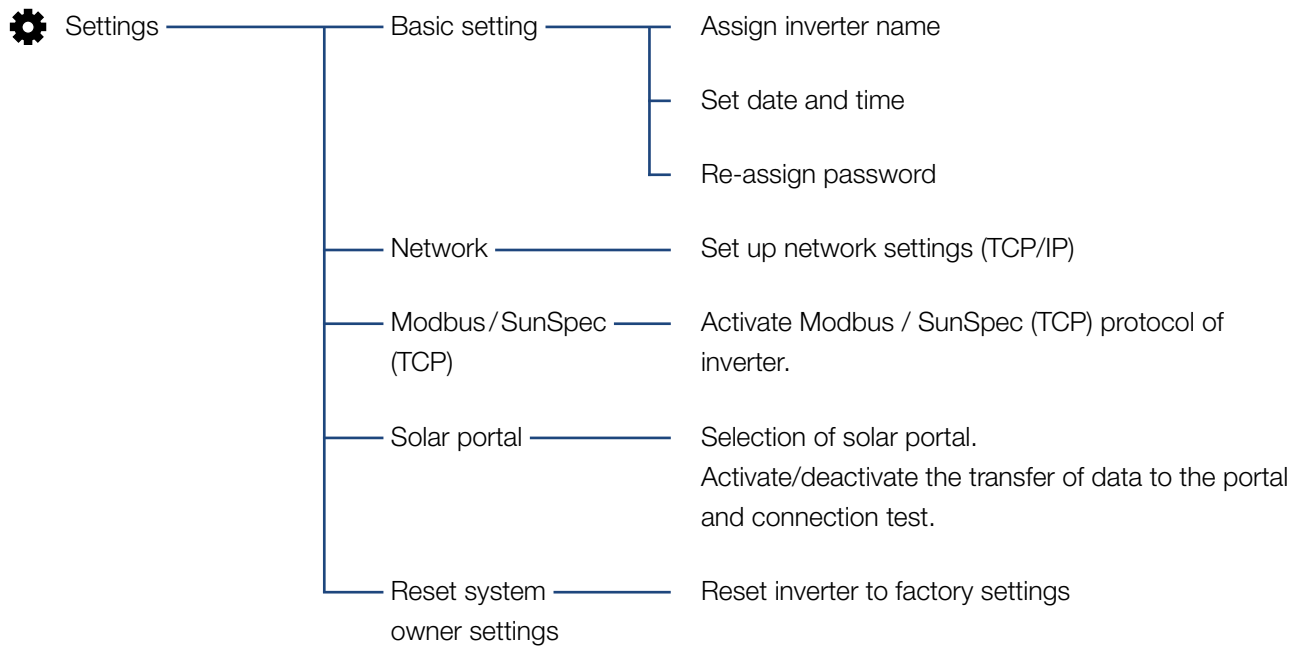 Settings
Basic setting
Assign inverter name
Set date and time
Re-assign password
Network
Set up network settings (TCP/IP)
Modbus / SunSpec
(TCP)
Activate Modbus / SunSpec (TCP) protocol of
inverter.
Solar portal
Selection of solar portal.
Activate/deactivate the transfer of data to the portal
and connection test.
Reset system
owner settings
Reset inverter to factory settings